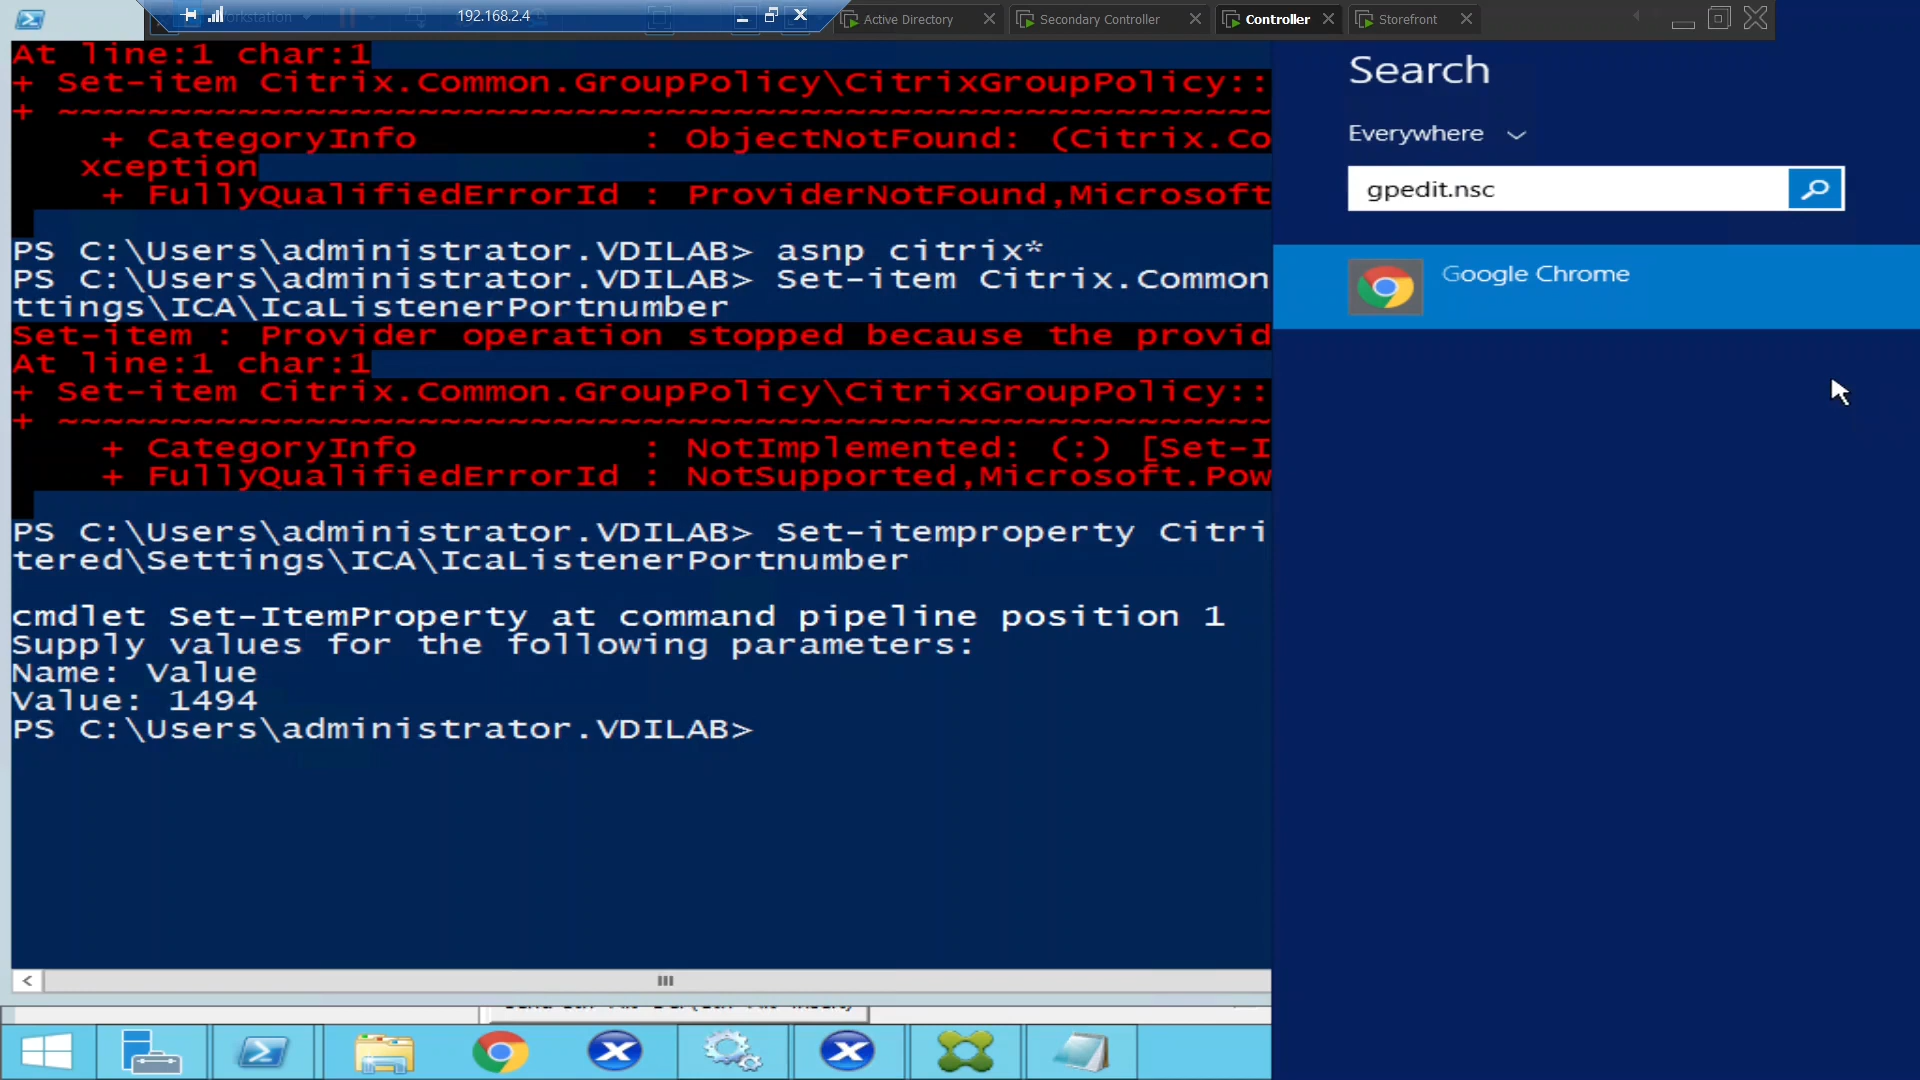 192.168.2.4
Active Directory
Secondary Controller
Controller
Storefront
At line:1 char:1
+ Set-item Citrix.Common.GroupPolicy\CitrixGroupPolicy::
+ ~~~~~~~~~~~~~~~~~~~~~~~~~~~~~~~~~~~~~~~~~~~~~~~~~~~~~~
+ CategoryInfo : ObjectNotFound: (Citrix.Co
xception
+ FullyQualifiedErrorId : ProviderNotFound,Microsoft
PS C:\Users\administrator.VDILAB> asnp citrix*
PS C:\Users\administrator.VDILAB> Set-item Citrix.Common
ttings\ICA\IcaListenerPortnumber
Set-item : Provider operation stopped because the provid
At line:1 char:1
+ Set-item Citrix.Common.GroupPolicy\CitrixGroupPolicy::
+ ~~~~~~~~~~~~~~~~~~~~~~~~~~~~~~~~~~~~~~~~~~~~~~~~~~~~~~
+ CategoryInfo : NotImplemented: (:) [Set-I
+ FullyQualifiedErrorId : NotSupported,Microsoft.Pow
PS C:\Users\administrator.VDILAB> Set-itemproperty Citri
tered\Settings\ICA\IcaListenerPortnumber
cmdlet Set-ItemProperty at command pipeline position 1
Supply values for the following parameters:
Name: Value
Value: 1494
PS C:\Users\administrator.VDILAB>
Search
Everywhere
gpedit.nsc
Google Chrome